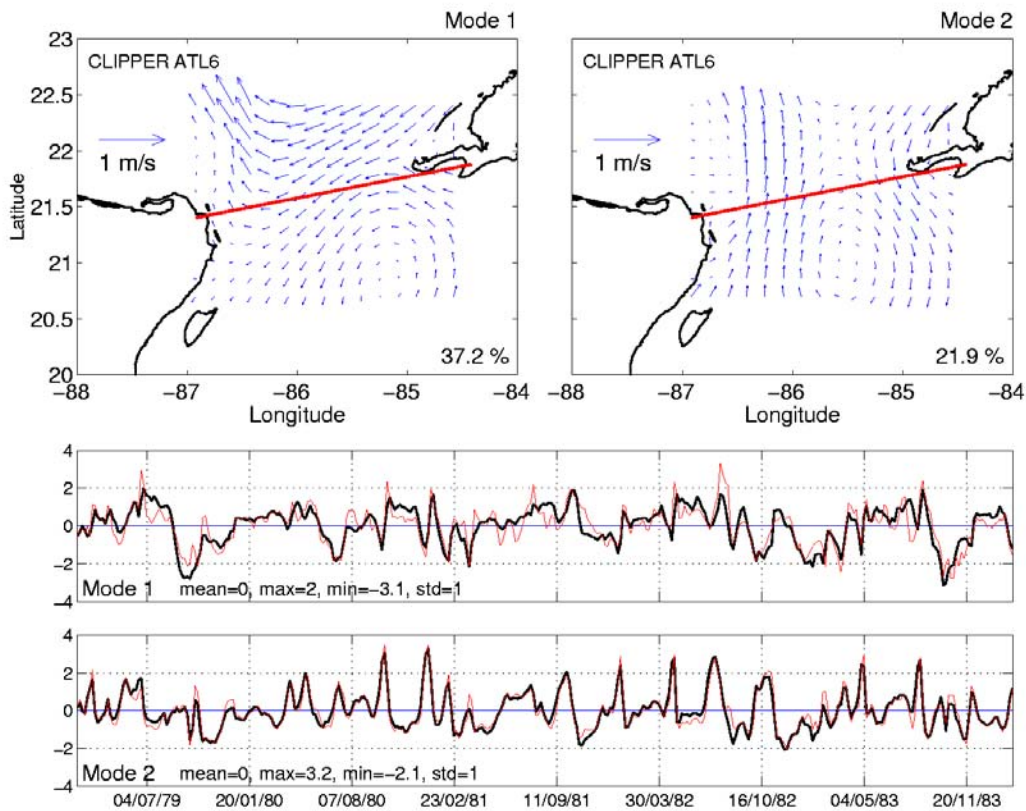 Mode 1
Mode 2
23
22.5
22
21.5
21
20.5
20
Latitude
CLIPPER ATL6
1 m/s
37.2 %
CLIPPER ATL6
1 m/s
21.9 %
−88 −87 −86 −85 −84
−88 −87 −86 −85 −84
Longitude
Longitude
4
2
0
−2
−4
Mode 1 mean=0, max=2, min=−3.1, std=1
4
2
0
−2
−4
Mode 2 mean=0, max=3.2, min=−2.1, std=1
04/07/79 20/01/80 07/08/80 23/02/81 11/09/81 30/03/82 16/10/82 04/05/83 20/11/83